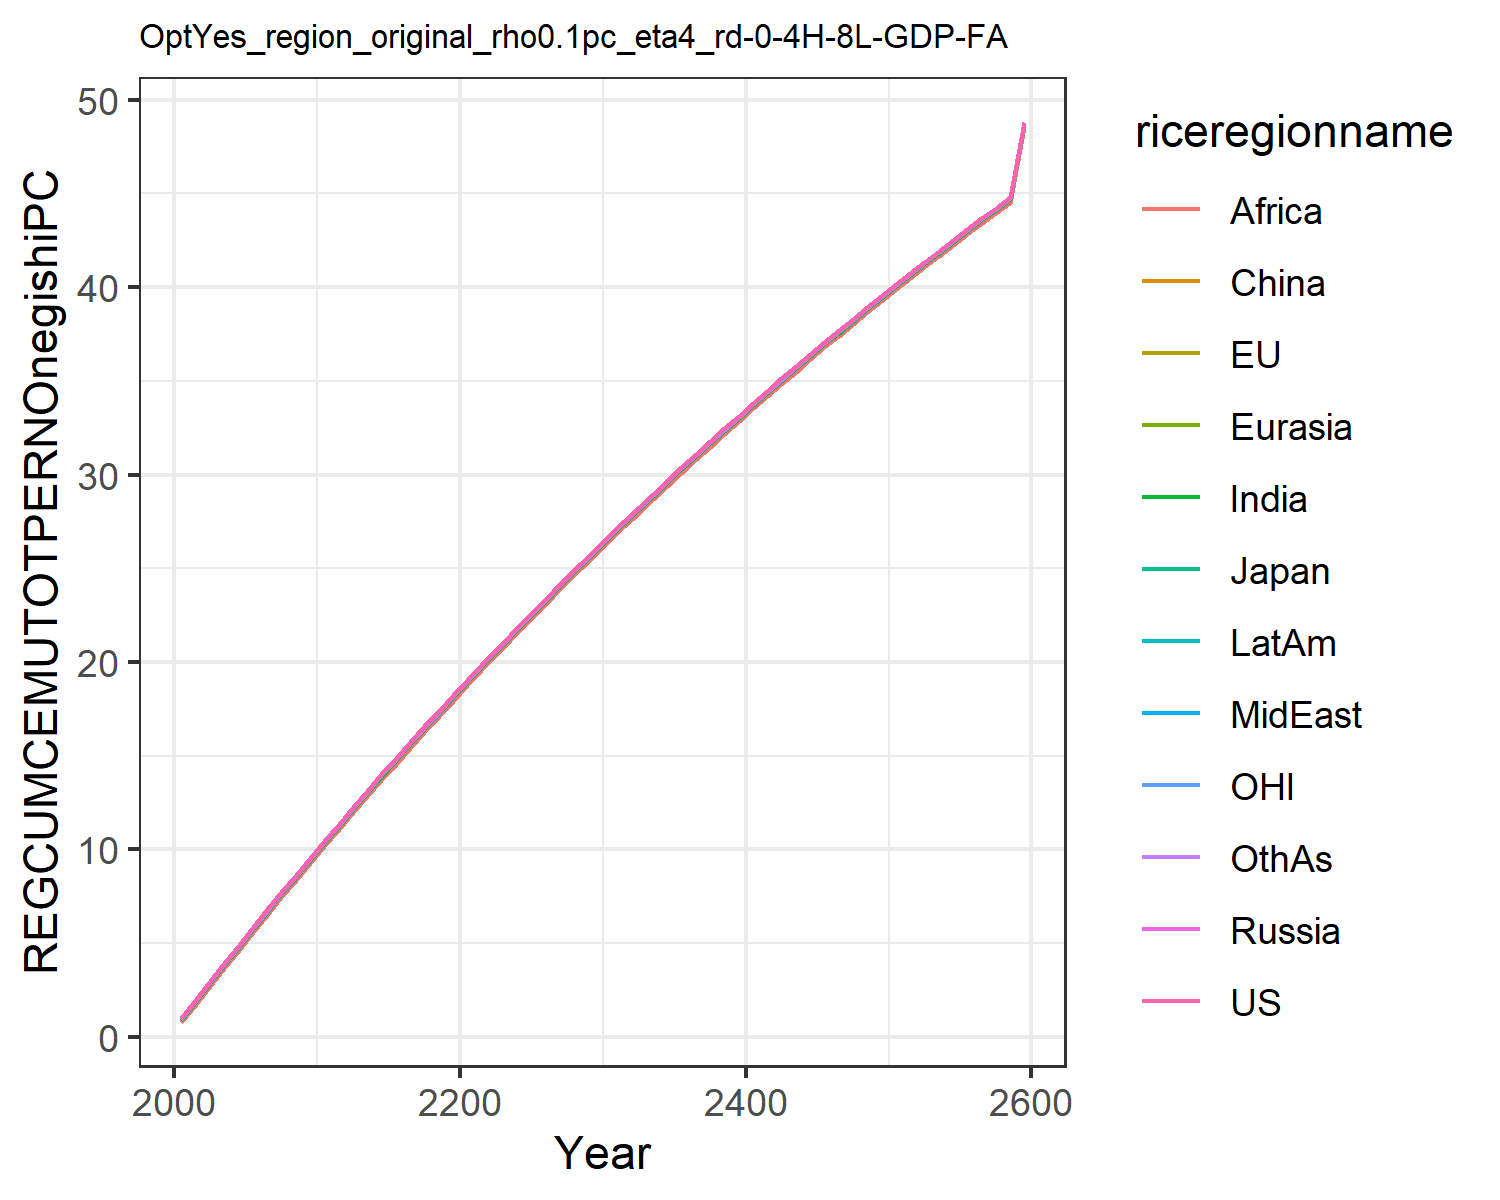 OptYes_region_original_rho0.1pc_eta4_rd-0-4H-8L-GDP-FA
REGCUMCEMUTOTPERNOnegishiPC
50
40
30
20
10
0
2000 2200 2400 2600
Year
riceregionname
Africa
China
EU
Eurasia
India
Japan
LatAm
MidEast
OHI
OthAs
Russia
US